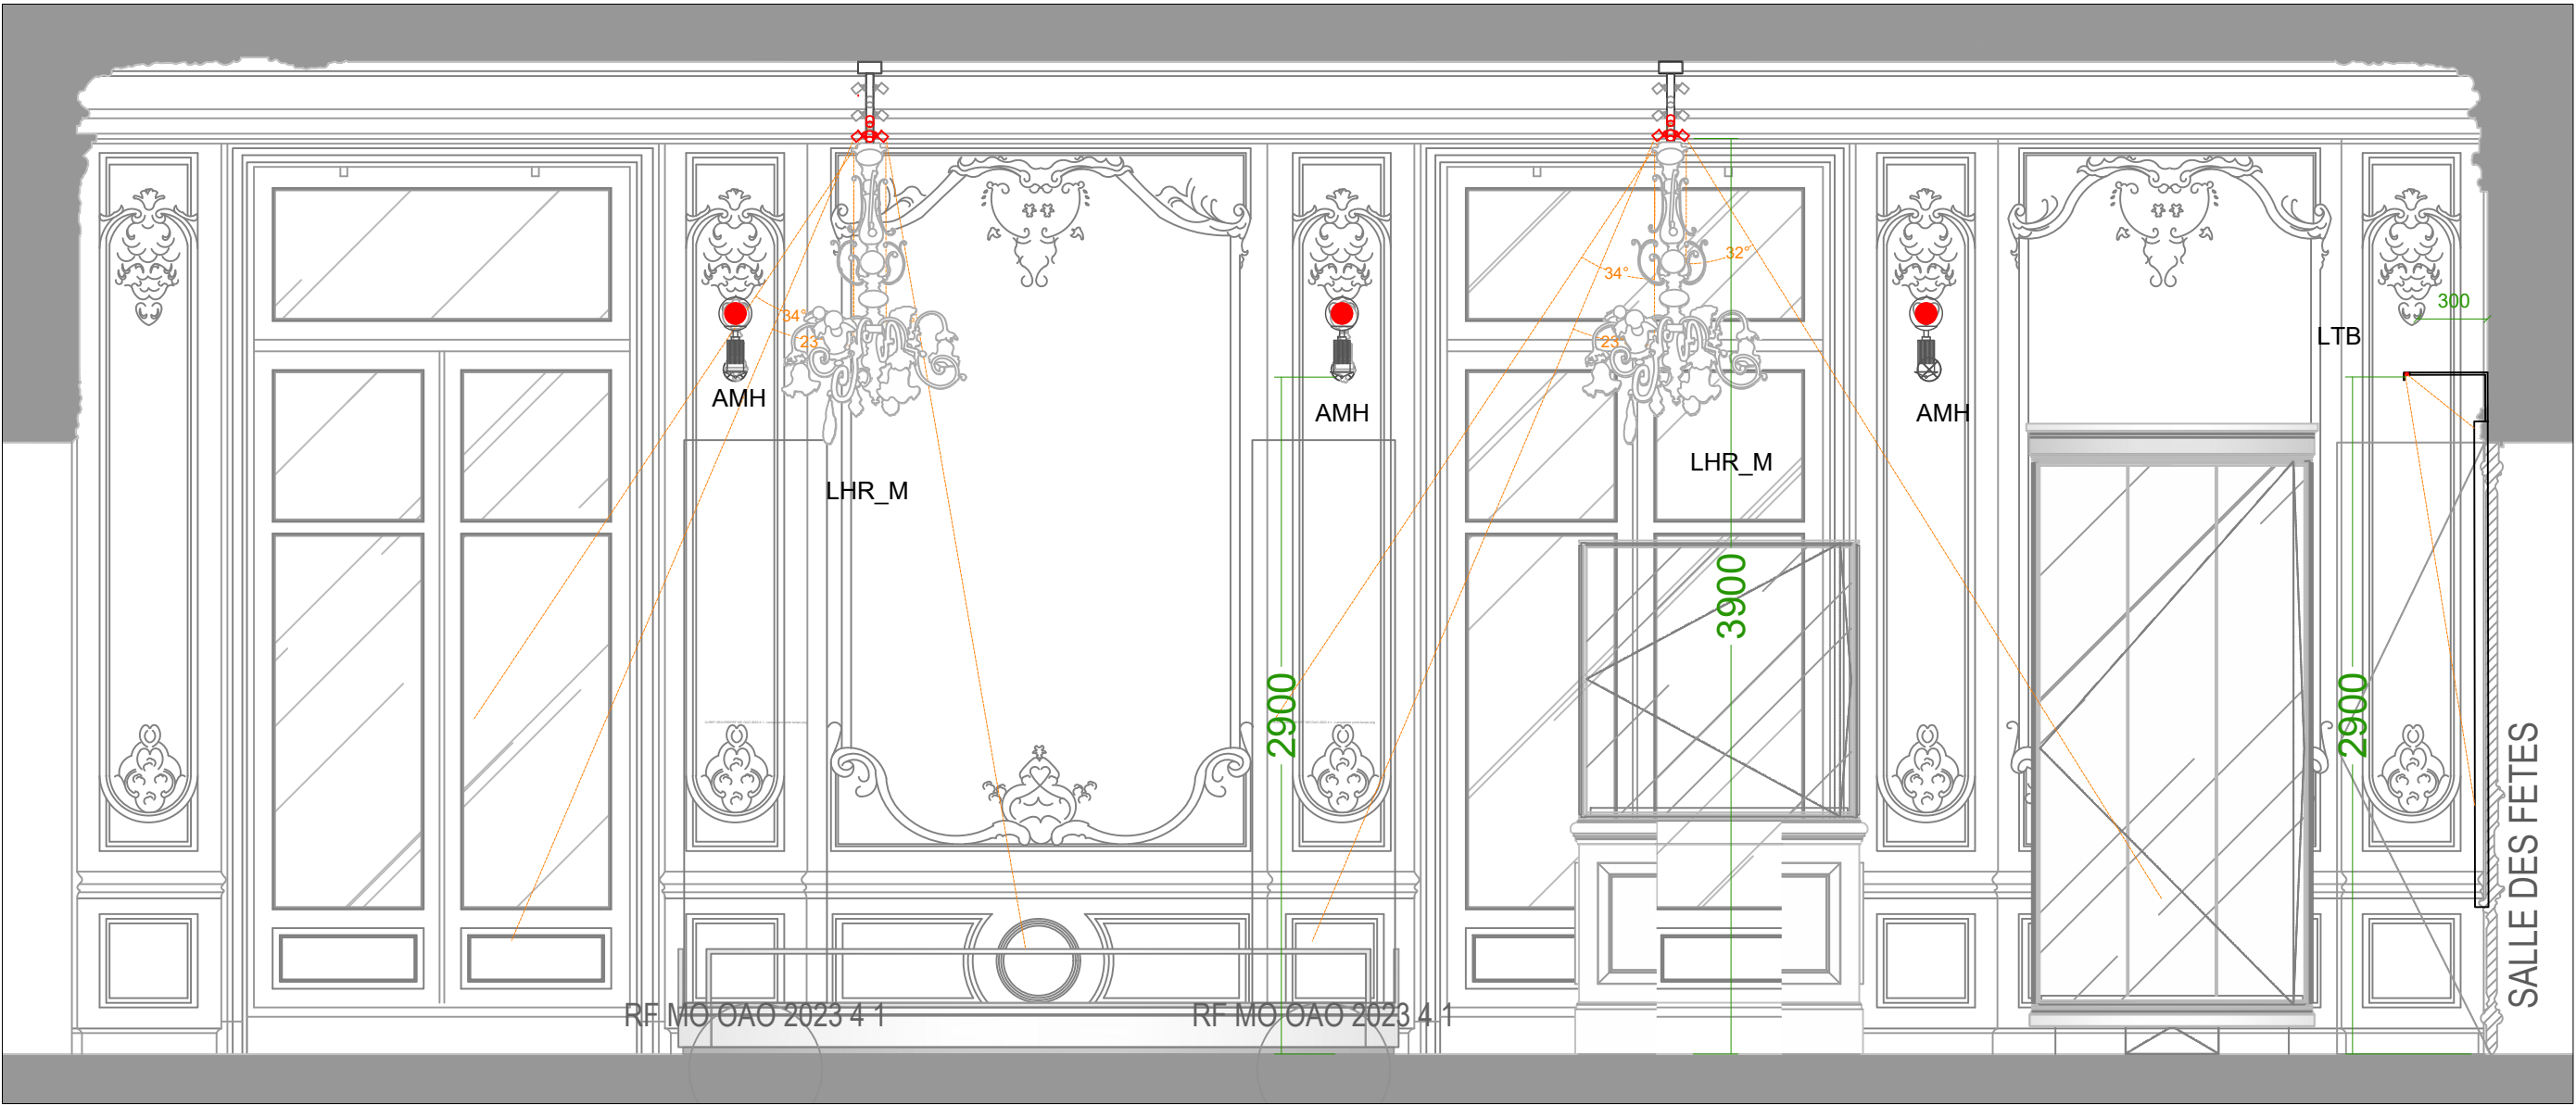 32°
34°
300
34°
23
23
LTB
AMH
AMH
AMH
LHR_M
LHR_M
3900
2900
2900
SALLE DES FETES
RF MO OAO 2023 4 1
RF MO OAO 2023 4 1